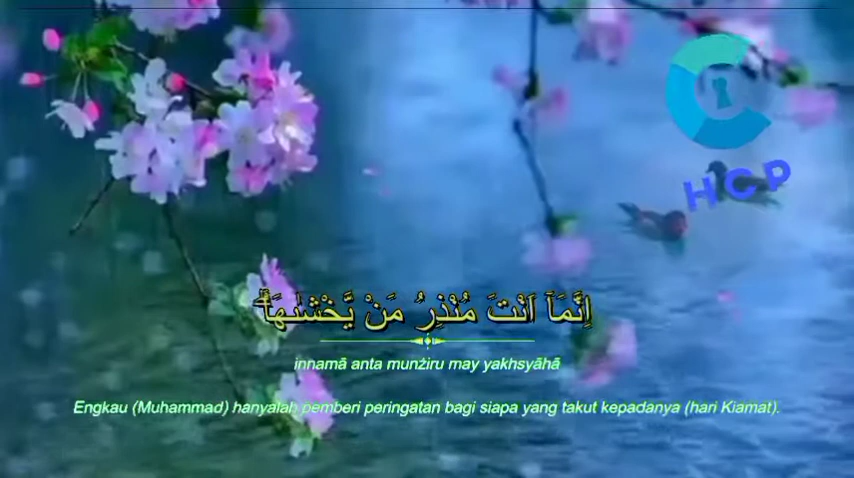 HCP
اِنَّمَآ اَنْتَ مُنْذِرُ مَنْ يَّخْشٰىهَاۗ
innamā anta munżiru may yakhsyāhā
Engkau (Muhammad) hanyalah pemberi peringatan bagi siapa yang takut kepadanya (hari Kiamat).